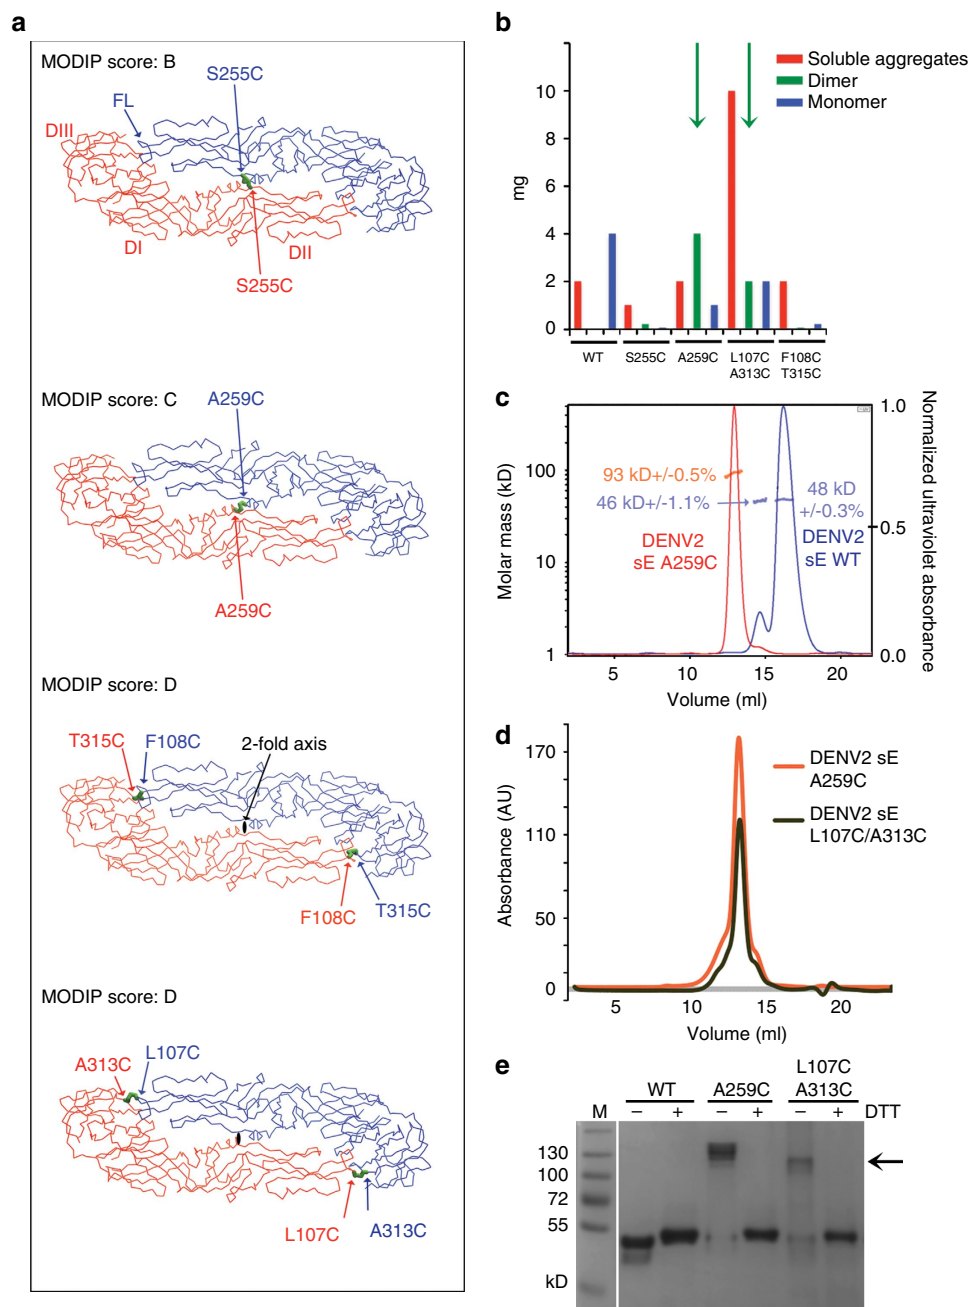 a
MODIP score: B
S255C
FL
DIII
DI
DII
S255C
MODIP score: C
A259C
A259C
MODIP score: D
T315C
F108C
2-fold axis
F108C
T315C
MODIP score: D
A313C
L107C
L107C
A313C
b
Soluble aggregates
Dimer
Monomer
mg
10
8
6
4
2
0
WT
S255C
A259C
L107C
A313C
F108C
T315C
c
Molar mass (kD)
100
10
1
93 kD+/-0.5%
46 kD+/-1.1%
48 kD
+/-0.3%
DENV2
sE A259C
DENV2
sE WT
1.0
0.5
0.0
Normalized ultraviolet absorbance
5 10 15 20
Volume (ml)
d
Absorbance (AU)
170
110
50
0
DENV2 sE
A259C
DENV2 sE
L107C/A313C
5 10 15 20
Volume (ml)
e
WT
A259C
L107C
A313C
M − + − + − + DTT
130
100
72
55
kD